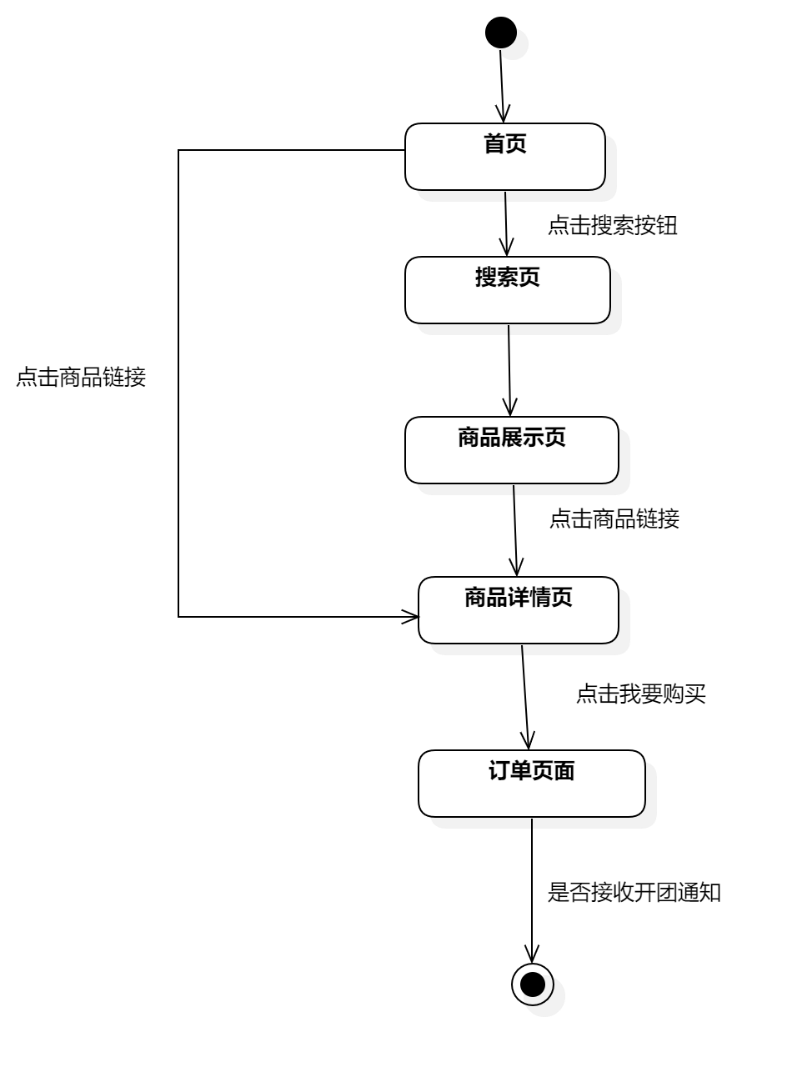 首页
点击搜索按钮
搜索页
点击商品链接
商品展示页
点击商品链接
商品详情页
点击我要购买
订单页面
是否接收开团通知